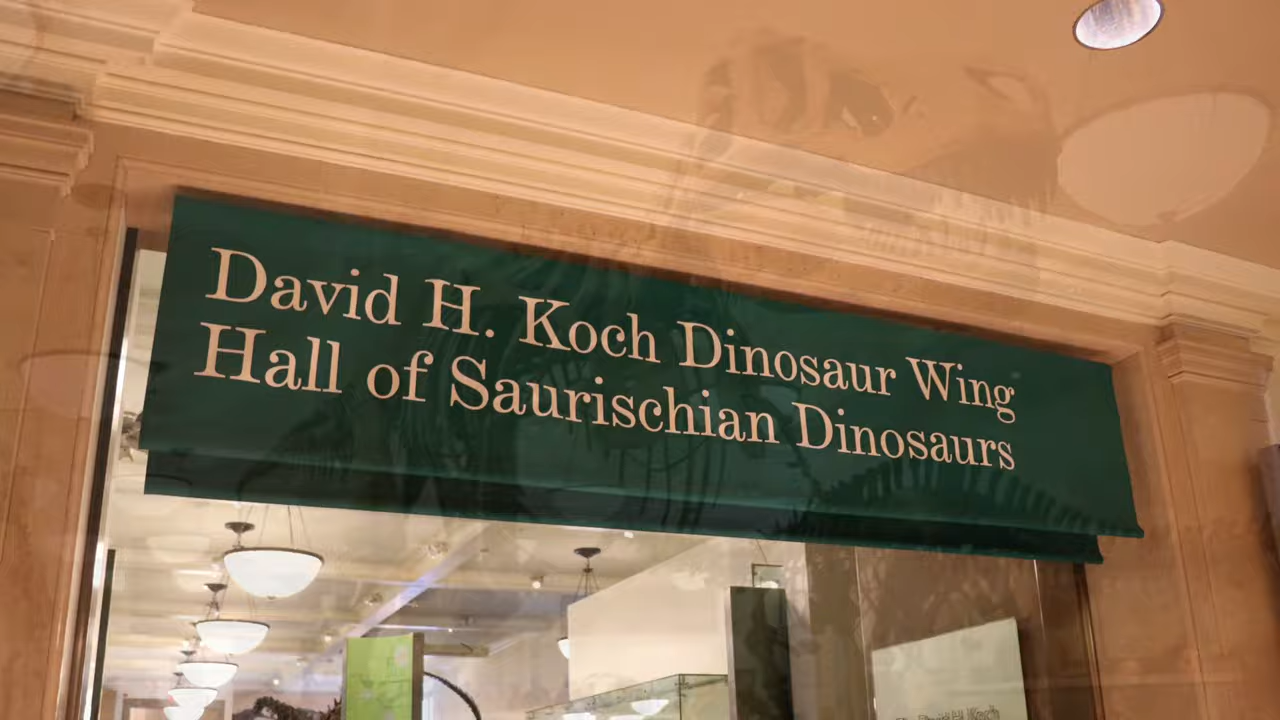 David H. Koch Dinosaur Wing
Hall of Saurischian Dinosaurs